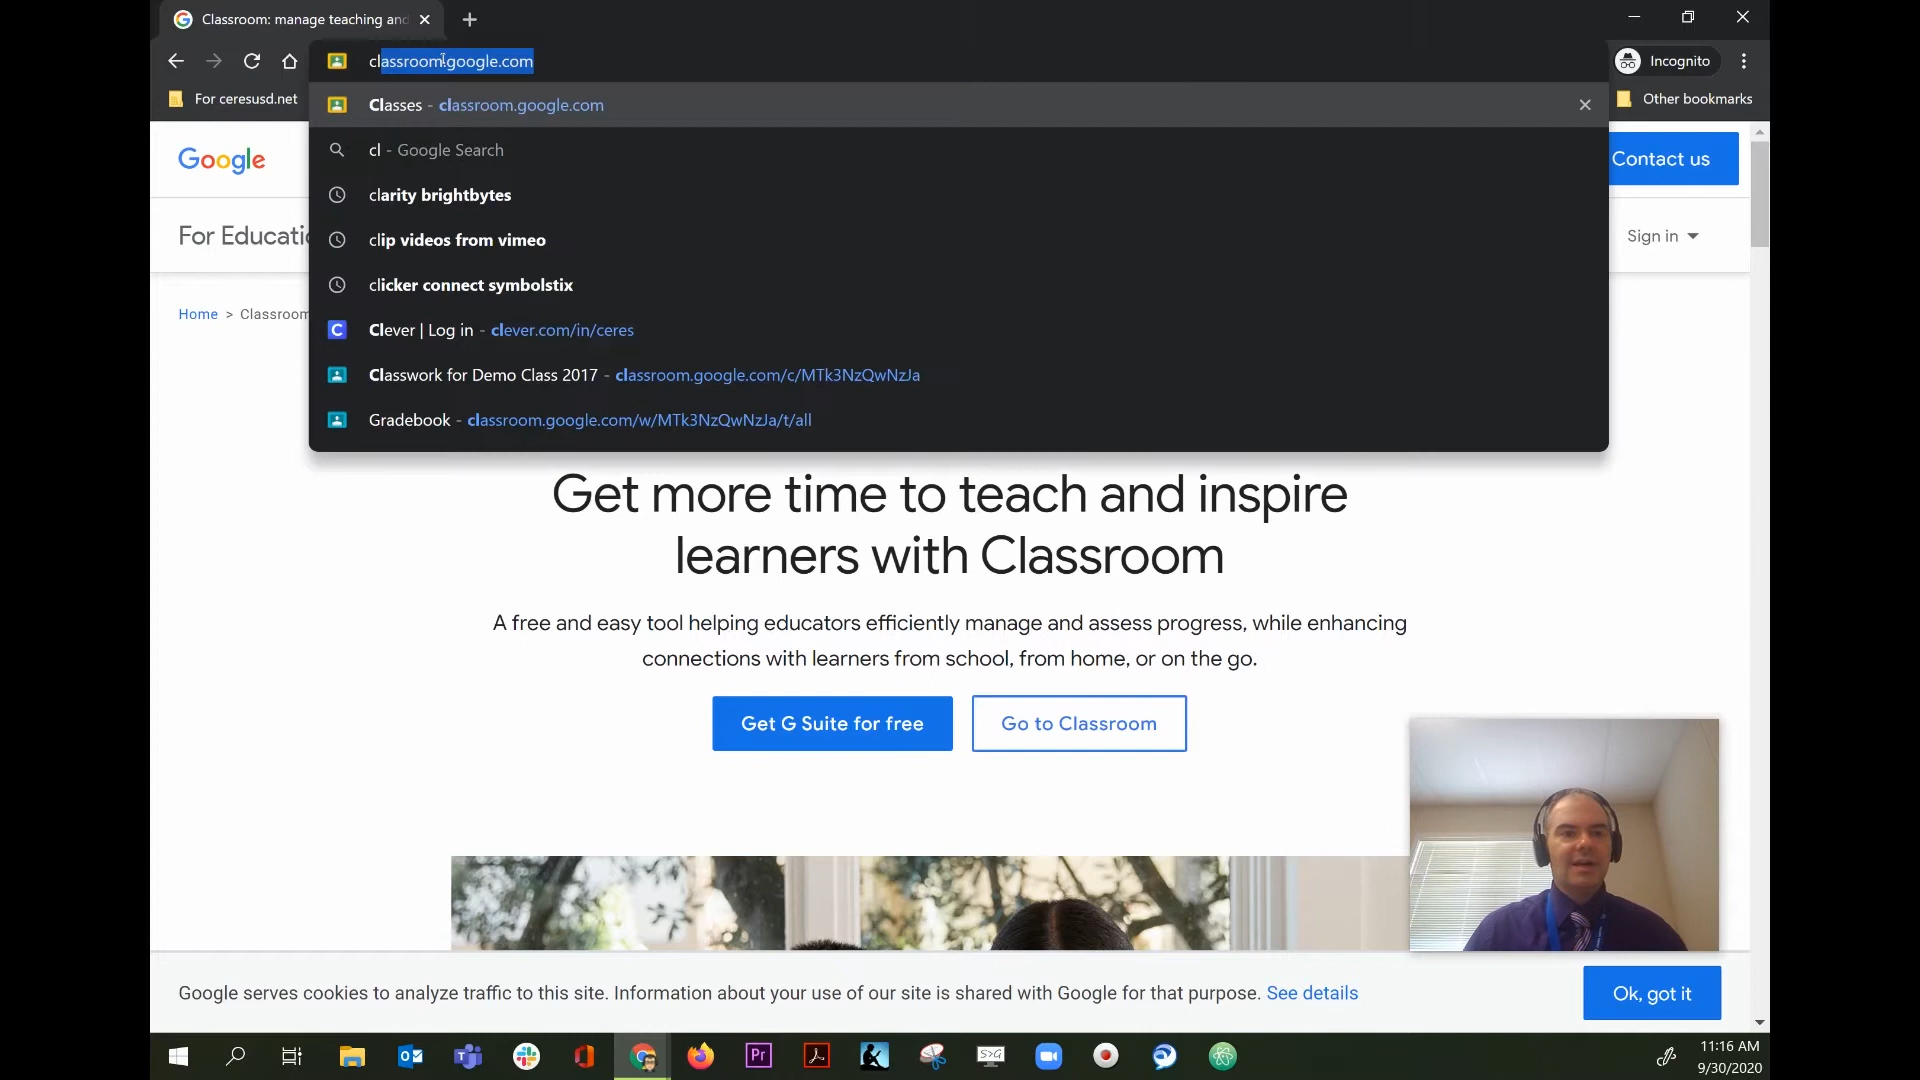 Classroom: manage teaching and
classroom.google.com
Incognito
For ceresusd.net
Other bookmarks
Classes - classroom.google.com
cl - Google Search
clarity brightbytes
clip videos from vimeo
clicker connect symbolstix
C Clever | Log in - clever.com/in/ceres
Classwork for Demo Class 2017 - classroom.google.com/c/MTk3NzQwNzJa
Gradebook - classroom.google.com/w/MTk3NzQwNzJa/t/all
Google
Contact us
For Educatio
Sign in
Home > Classroom
Get more time to teach and inspire
learners with Classroom
A free and easy tool helping educators efficiently manage and assess progress, while enhancing
connections with learners from school, from home, or on the go.
Get G Suite for free
Go to Classroom
Google serves cookies to analyze traffic to this site. Information about your use of our site is shared with Google for that purpose. See details
Ok, got it
Pr
S>G
11:16 AM
9/30/2020